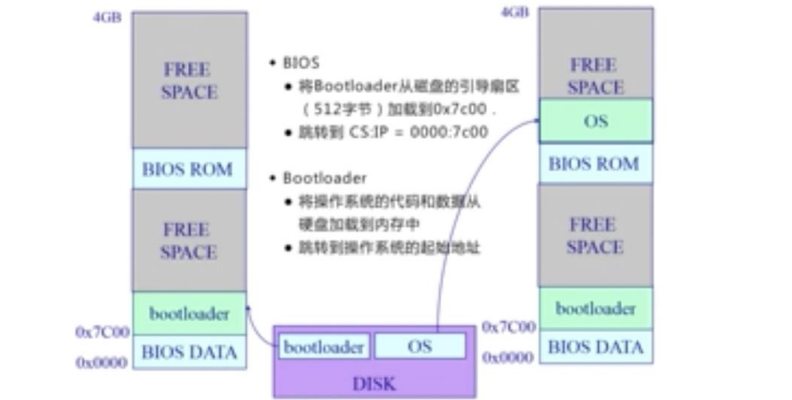 4GB
FREE
SPACE
BIOS ROM
FREE
SPACE
bootloader
0x7C00
BIOS DATA
0x0000
BIOS
将Bootloader从磁盘的引导扇区
（512字节）加载到0x7c00 .
跳转到 CS:IP = 0000:7c00
Bootloader
将操作系统的代码和数据从
硬盘加载到内存中
跳转到操作系统的起始地址
bootloader
OS
DISK
4GB
FREE
SPACE
OS
BIOS ROM
FREE
SPACE
bootloader
0x7C00
BIOS DATA
0x0000